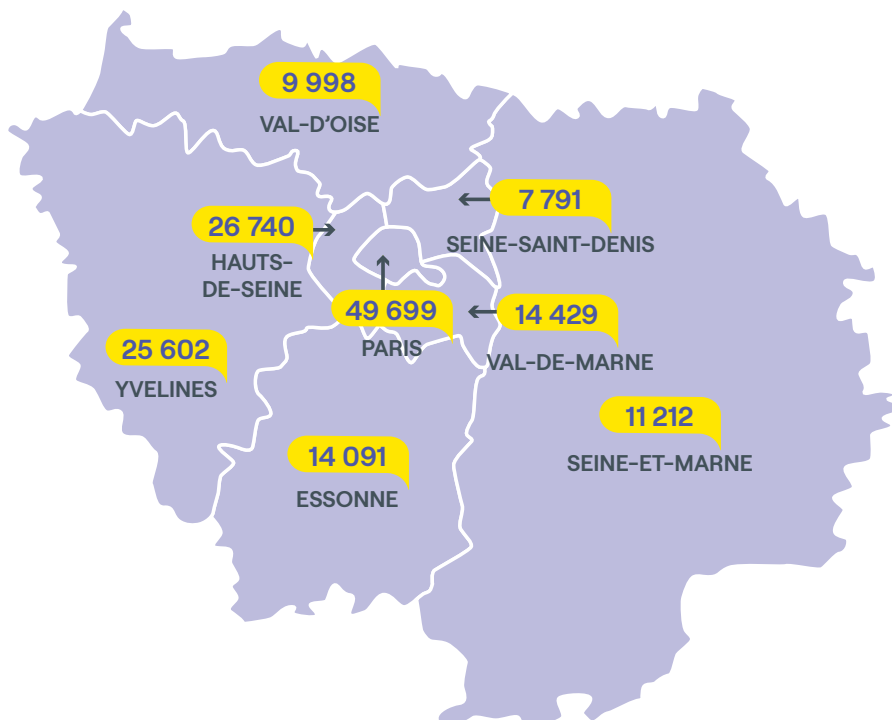 9 998
VAL-D'OISE
7 791
SEINE-SAINT-DENIS
26 740
HAUTS-
DE-SEINE
49 699
PARIS
14 429
VAL-DE-MARNE
25 602
YVELINES
11 212
SEINE-ET-MARNE
14 091
ESSONNE